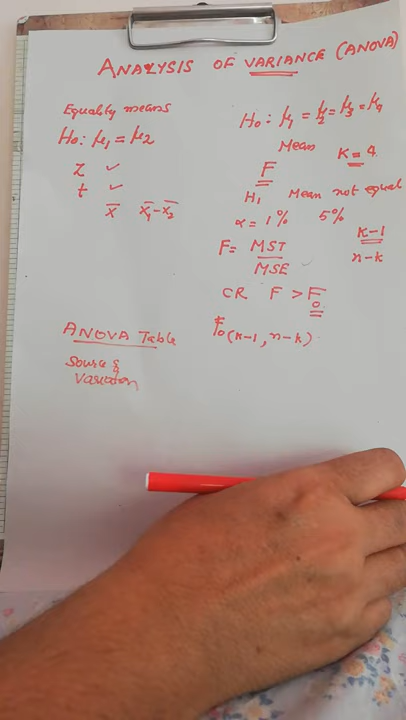 ANALYSIS OF VARIANCE (ANOVA)
Equality means
H₀: μ₁ = μ₂
Z ✓
t ✓
x̄ x̄₁-x̄₂
H₀: μ₁ = μ₂ = μ₃ = μ₄
Mean K = 4
F
H₁ Mean not equal
α = 1% 5%
F = MST/MSE ✓
k-1
n-k
CR F > F₀
F₀(k-1, n-k)
ANOVA Table
Source of
Variation